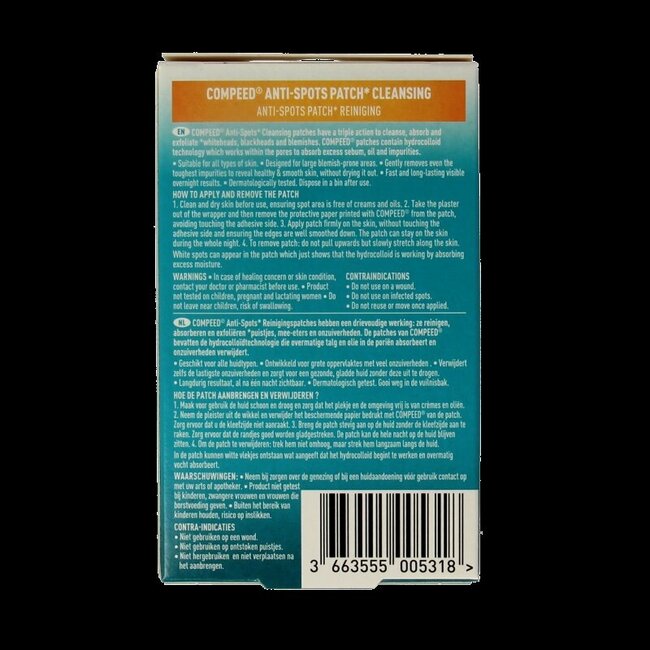 COMPEED® ANTI-SPOTS PATCH* CLEANSING
ANTI-SPOTS PATCH* REINIGING
EN COMPEED® Anti-Spots* Cleansing patches have a triple action to cleanse, absorb and
exfoliate *whiteheads, blackheads and blemishes. COMPEED® patches contain hydrocolloid
technology which works within the pores to absorb excess sebum, oil and impurities.
• Suitable for all types of skin. • Designed for large blemish-prone areas. • Gently removes even the
toughest impurities to reveal healthy & smooth skin, without drying it out. • Fast and long-lasting visible
overnight results. • Dermatologically tested. Dispose in a bin after use.
HOW TO APPLY AND REMOVE THE PATCH
1. Clean and dry skin before use, ensuring spot area is free of creams and oils. 2. Take the plaster
out of the wrapper and then remove the protective paper printed with COMPEED® from the patch,
avoiding touching the adhesive side. 3. Apply patch firmly on the skin, without touching the
adhesive side and ensuring the edges are well smoothed down. The patch can stay on the skin
during the whole night. 4. To remove patch: do not pull upwards but slowly stretch along the skin.
White spots can appear in the patch which just shows that the hydrocolloid is working by absorbing
excess moisture.
WARNINGS • In case of healing concern or skin condition,
contact your doctor or pharmacist before use. • Product
not tested on children, pregnant and lactating women • Do
not leave near children, risk of swallowing.
CONTRAINDICATIONS
• Do not use on a wound.
• Do not use on infected spots.
• Do not reuse or move once applied.
NL COMPEED® Anti-Spots* Reinigingspatches hebben een drievoudige werking: ze reinigen,
absorberen en exfoliëren *puistjes, mee-eters en onzuiverheden. De patches van COMPEED®
bevatten de hydrocolloïdtechnologie die overmatige talg en olie in de poriën absorbeert en
onzuiverheden verwijdert.
• Geschikt voor alle huidtypen. • Ontwikkeld voor grote oppervlaktes met veel onzuiverheden . • Verwijdert
zelfs de lastigste onzuiverheden en zorgt voor een gezonde, gladde huid zonder deze uit te drogen.
• Langdurig resultaat, al na één nacht zichtbaar. • Dermatologisch getest. Gooi weg in de vuilnisbak.
HOE DE PATCH AANBRENGEN EN VERWIJDEREN ?
1. Maak voor gebruik de huid schoon en droog en zorg dat het plekje en de omgeving vrij is van crèmes en oliën.
2. Neem de pleister uit de wikkel en verwijder het beschermende papier bedrukt met COMPEED® van de patch.
Zorg ervoor dat u de kleefzijde niet aanraakt. 3. Breng de patch stevig aan op de huid zonder de kleefzijde aan te
raken. Zorg ervoor dat de randjes goed worden gladgestreken. De patch kan de hele nacht op de huid blijven
zitten. 4. Om de patch te verwijderen: trek hem niet omhoog, maar strek hem langzaam langs de huid.
In de patch kunnen witte vlekjes ontstaan wat aangeeft dat het hydrocolloid begint te werken en overmatig
vocht absorbeert.
WAARSCHUWINGEN: • Neem bij zorgen over de genezing of bij een huidaandoening vóór gebruik contact op
met uw arts of apotheker. • Product niet getest
bij kinderen, zwangere vrouwen en vrouwen die
borstvoeding geven. • Buiten het bereik van
kinderen houden, risico op inslikken.
CONTRA-INDICATIES
• Niet gebruiken op een wond.
• Niet gebruiken op ontstoken puistjes.
• Niet hergebruiken en niet verplaatsen na
het aanbrengen.
3 663555 005318 >